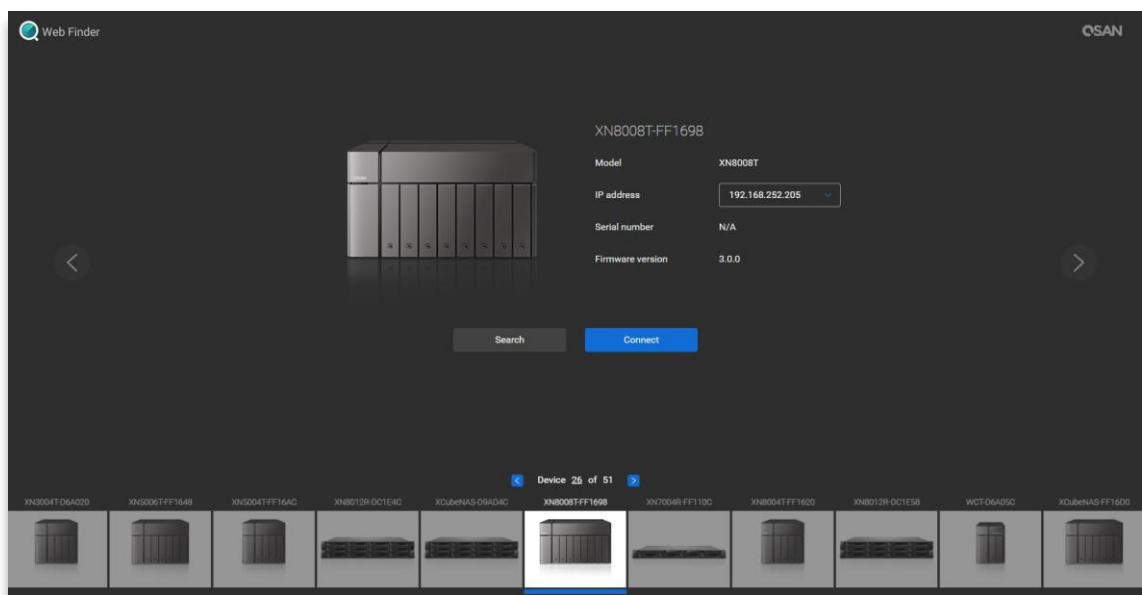 Web Finder
QSAN
XN8008T-FF1698
Model XN8008T
IP address 192.168.252.205
Serial number N/A
Firmware version 3.0.0
Search Connect
Device 26 of 51
XN3004T-D6A020 XN5006T-FF1648 XN5004T-FF16AC XN8012R-DC1E4C XCubeNAS-D9AD4C XN8008T-FF1698 XN7004R-FF110C XN8004T-FF1620 XN8012R-DC1E58 WCT-D6A05C XCubeNAS-FF16D0